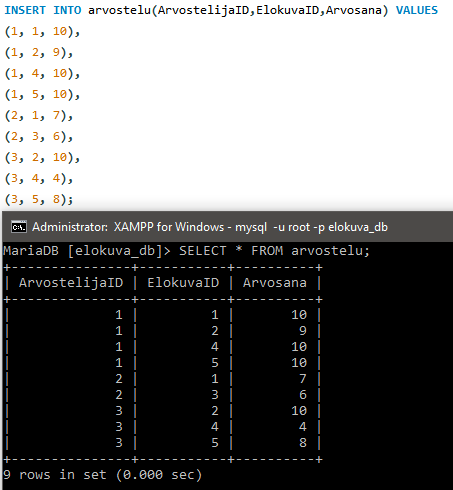 INSERT INTO arvostelu(ArvostelijaID,ElokuvaID,Arvosana) VALUES
(1, 1, 10),
(1, 2, 9),
(1, 4, 10),
(1, 5, 10),
(2, 1, 7),
(2, 3, 6),
(3, 2, 10),
(3, 4, 4),
(3, 5, 8);
Administrator: XAMPP for Windows - mysql -u root -p elokuva_db
MariaDB [elokuva_db]> SELECT * FROM arvostelu;
+---------------+-----------+----------+
| ArvostelijaID | ElokuvaID | Arvosana |
+---------------+-----------+----------+
|             1 |         1 |       10 |
|             1 |         2 |        9 |
|             1 |         4 |       10 |
|             1 |         5 |       10 |
|             2 |         1 |        7 |
|             2 |         3 |        6 |
|             3 |         2 |       10 |
|             3 |         4 |        4 |
|             3 |         5 |        8 |
+---------------+-----------+----------+
9 rows in set (0.000 sec)